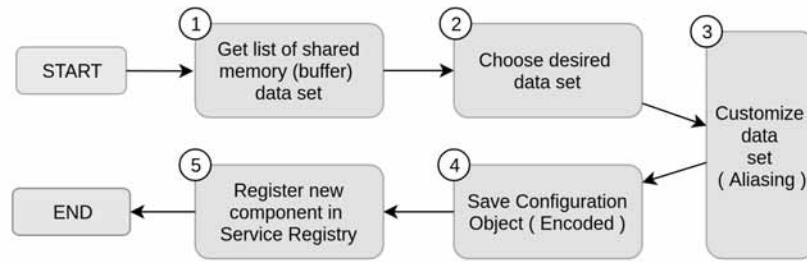 START
1
Get list of shared
memory (buffer)
data set
2
Choose desired
data set
3
Customize
data
set
( Aliasing )
4
Save Configuration
Object ( Encoded )
5
Register new
component in
Service Registry
END